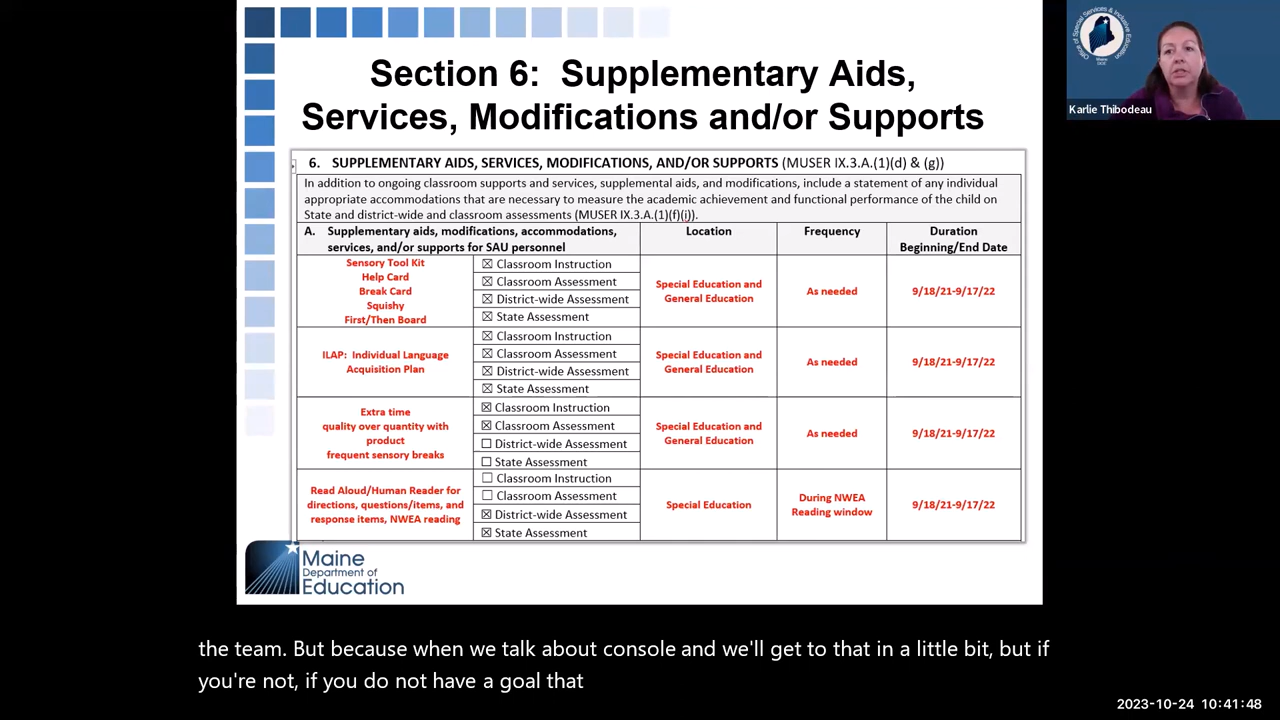 Section 6:  Supplementary Aids,
Services, Modifications and/or Supports
6. SUPPLEMENTARY AIDS, SERVICES, MODIFICATIONS, AND/OR SUPPORTS (MUSER IX.3.A.(1)(d) & (g))
In addition to ongoing classroom supports and services, supplemental aids, and modifications, include a statement of any individual
appropriate accommodations that are necessary to measure the academic achievement and functional performance of the child on
State and district-wide and classroom assessments (MUSER IX.3.A.(1)(f)(i)).
A. Supplementary aids, modifications, accommodations,
services, and/or supports for SAU personnel
Location
Frequency
Duration
Beginning/End Date
Sensory Tool Kit
Help Card
Break Card
Squishy
First/Then Board
☒ Classroom Instruction
☒ Classroom Assessment
☒ District-wide Assessment
☒ State Assessment
Special Education and
General Education
As needed
9/18/21-9/17/22
ILAP: Individual Language
Acquisition Plan
☒ Classroom Instruction
☒ Classroom Assessment
☒ District-wide Assessment
☒ State Assessment
Special Education and
General Education
As needed
9/18/21-9/17/22
Extra time
quality over quantity with
product
frequent sensory breaks
☒ Classroom Instruction
☒ Classroom Assessment
☐ District-wide Assessment
☐ State Assessment
Special Education and
General Education
As needed
9/18/21-9/17/22
Read Aloud/Human Reader for
directions, questions/items, and
response items, NWEA reading
☐ Classroom Instruction
☐ Classroom Assessment
☒ District-wide Assessment
☒ State Assessment
Special Education
During NWEA
Reading window
9/18/21-9/17/22
Maine
Department of
Education
Office of Special Services & Inclusive Education
Maine
DOE
Karlie Thibodeau
the team. But because when we talk about console and we'll get to that in a little bit, but if
you're not, if you do not have a goal that
2023-10-24 10:41:48